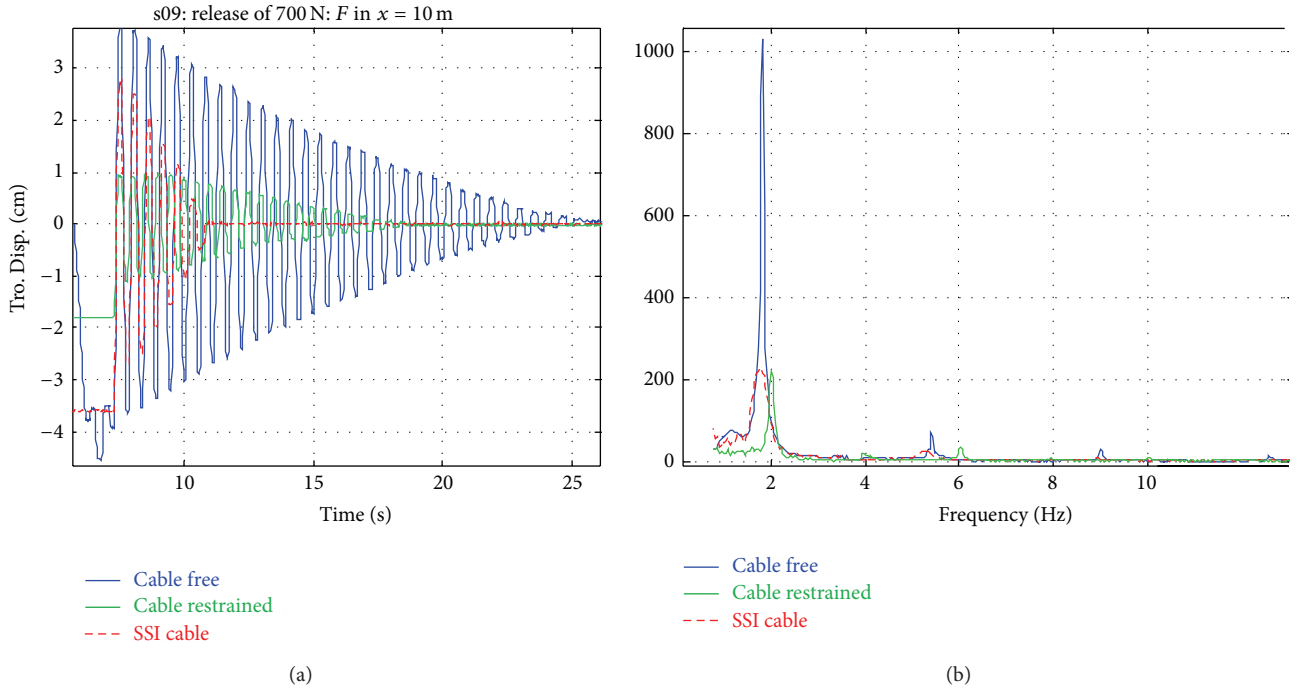 s09: release of 700 N: F in x = 10 m
3
2
1
0
−1
−2
−3
−4
Tro. Disp. (cm)
10 15 20 25
Time (s)
Cable free
Cable restrained
SSI cable
(a)
1000
800
600
400
200
0
2 4 6 8 10
Frequency (Hz)
Cable free
Cable restrained
SSI cable
(b)